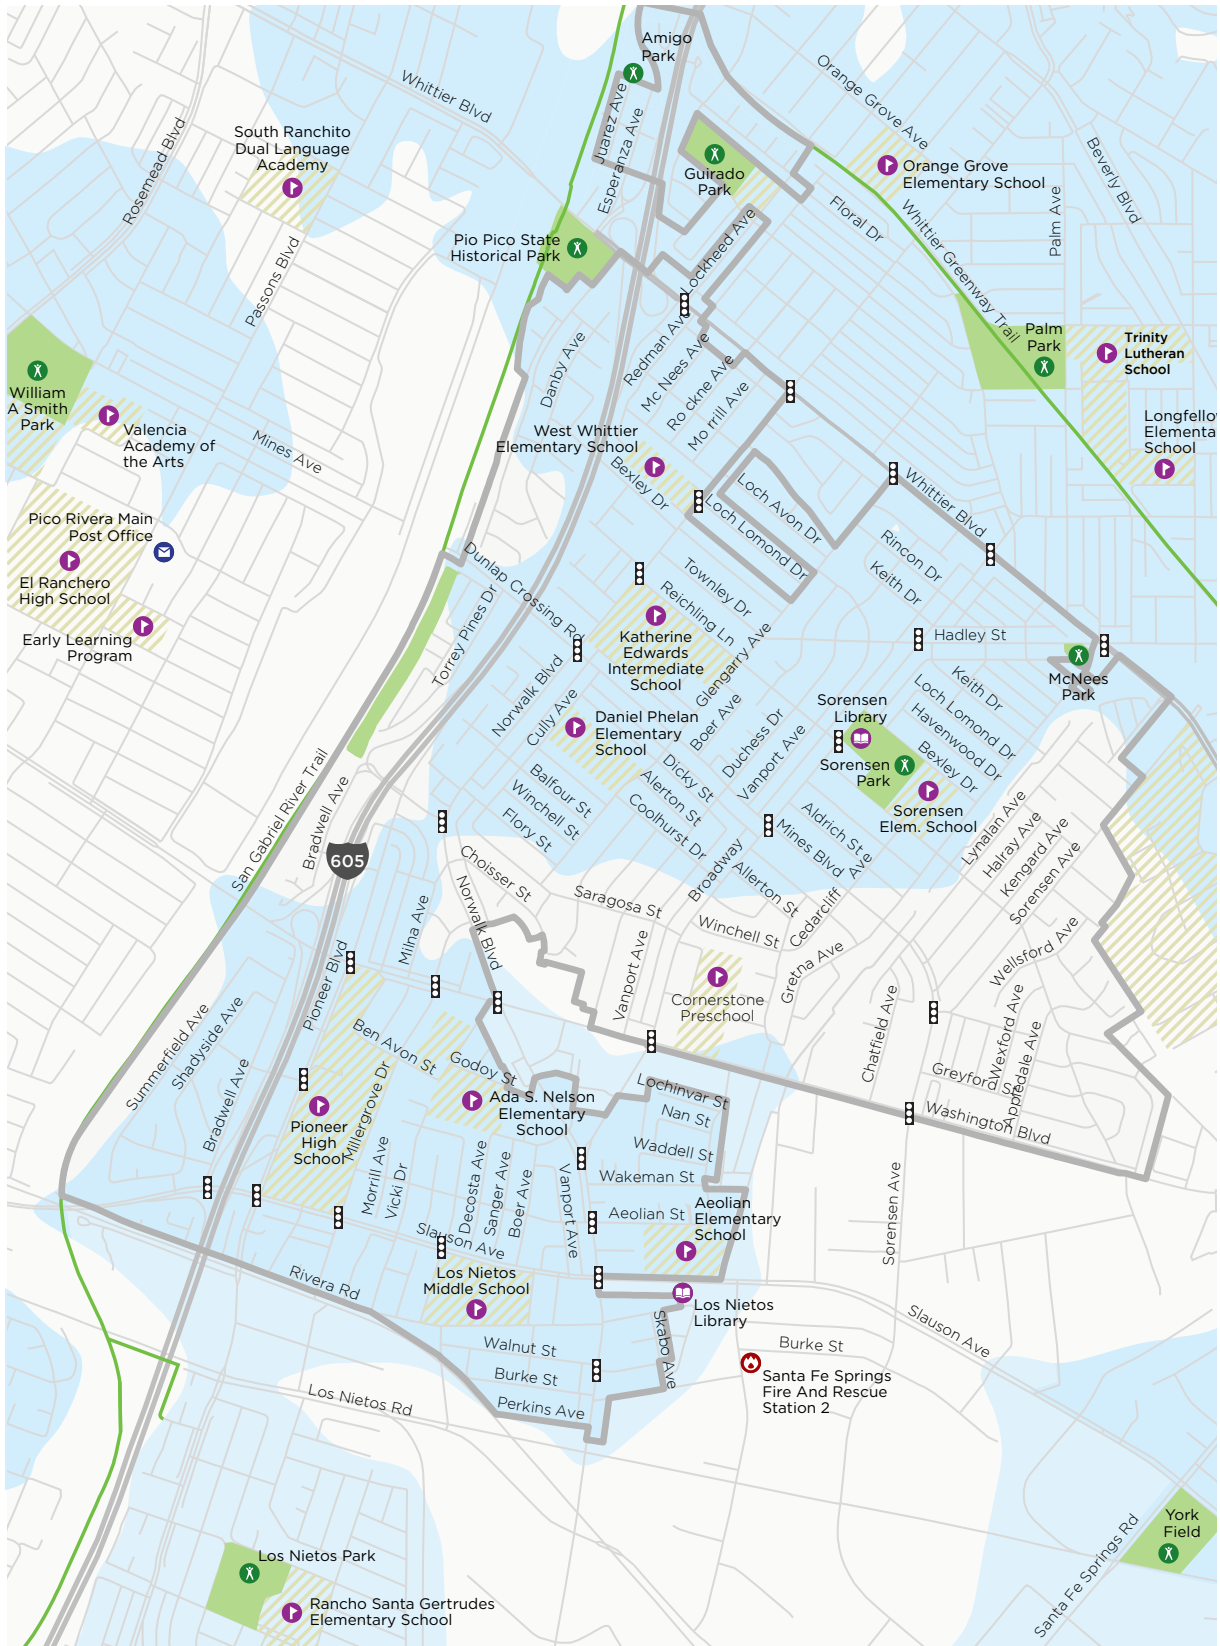 Amigo
Park
Whittier Blvd
Orange Grove Ave
Juarez Ave
Esperanza Ave
Rosemead Blvd
South Ranchito
Dual Language
Academy
Guirado
Park
Orange Grove
Elementary School
Beverly Blvd
Palm Ave
Floral Dr
Whittier Greenway Trail
Pio Pico State
Historical Park
Lockheed Ave
Passons Blvd
Palm
Park
Trinity
Lutheran
School
Danby Ave
Redman Ave
Mc Nees Ave
Ro ckne Ave
Mo rrill Ave
William
A Smith
Park
Valencia
Academy of
the Arts
Mines Ave
West Whittier
Elementary School
Longfello
Elementa
School
Bexley Dr
Loch Avon Dr
Loch Lomond Dr
Whittier Blvd
Pico Rivera Main
Post Office
El Ranchero
High School
Early Learning
Program
Dunlap Crossing Rd
Torrey Pines Dr
Townley Dr
Reichling Ln
Rincon Dr
Keith Dr
Katherine
Edwards
Intermediate
School
Glengarry Ave
Hadley St
McNees
Park
Norwalk Blvd
Cully Ave
Daniel Phelan
Elementary
School
Boer Ave
Duchess Dr
Vanport Ave
Sorensen
Library
Sorensen
Park
Keith Dr
Loch Lomond Dr
Havenwood Dr
Bexley Dr
Sorensen
Elem. School
San Gabriel River Trail
Bradwell Ave
605
Balfour St
Winchell St
Flory St
Dicky St
Alerton St
Coolhurst Dr
Aldrich St
Mines Blvd
Lynalan Ave
Halray Ave
Kengard Ave
Sorensen Ave
Choisser St
Norwalk Blvd
Saragosa St
Broadway
Allerton St
Cedarcliff Ave
Winchell St
Milna Ave
Pioneer Blvd
Vanport Ave
Cornerstone
Preschool
Gretna Ave
Wellsford Ave
Chatfield Ave
Wexford Ave
Appledale Ave
Greyford St
Washington Blvd
Summerfield Ave
Shadyside Ave
Bradwell Ave
Ben Avon St
Godoy St
Millergrove Dr
Pioneer
High
School
Ada S. Nelson
Elementary
School
Lochinvar St
Nan St
Waddell St
Wakeman St
Aeolian St
Aeolian
Elementary
School
Morrill Ave
Vicki Dr
Decosta Ave
Sanger Ave
Boer Ave
Vanport Ave
Sorensen Ave
Slauson Ave
Rivera Rd
Los Nietos
Middle School
Los Nietos
Library
Skabo Ave
Slauson Ave
Walnut St
Burke St
Perkins Ave
Burke St
Santa Fe Springs
Fire And Rescue
Station 2
Los Nietos Rd
York
Field
Santa Fe Springs Rd
Los Nietos Park
Rancho Santa Gertrudes
Elementary School